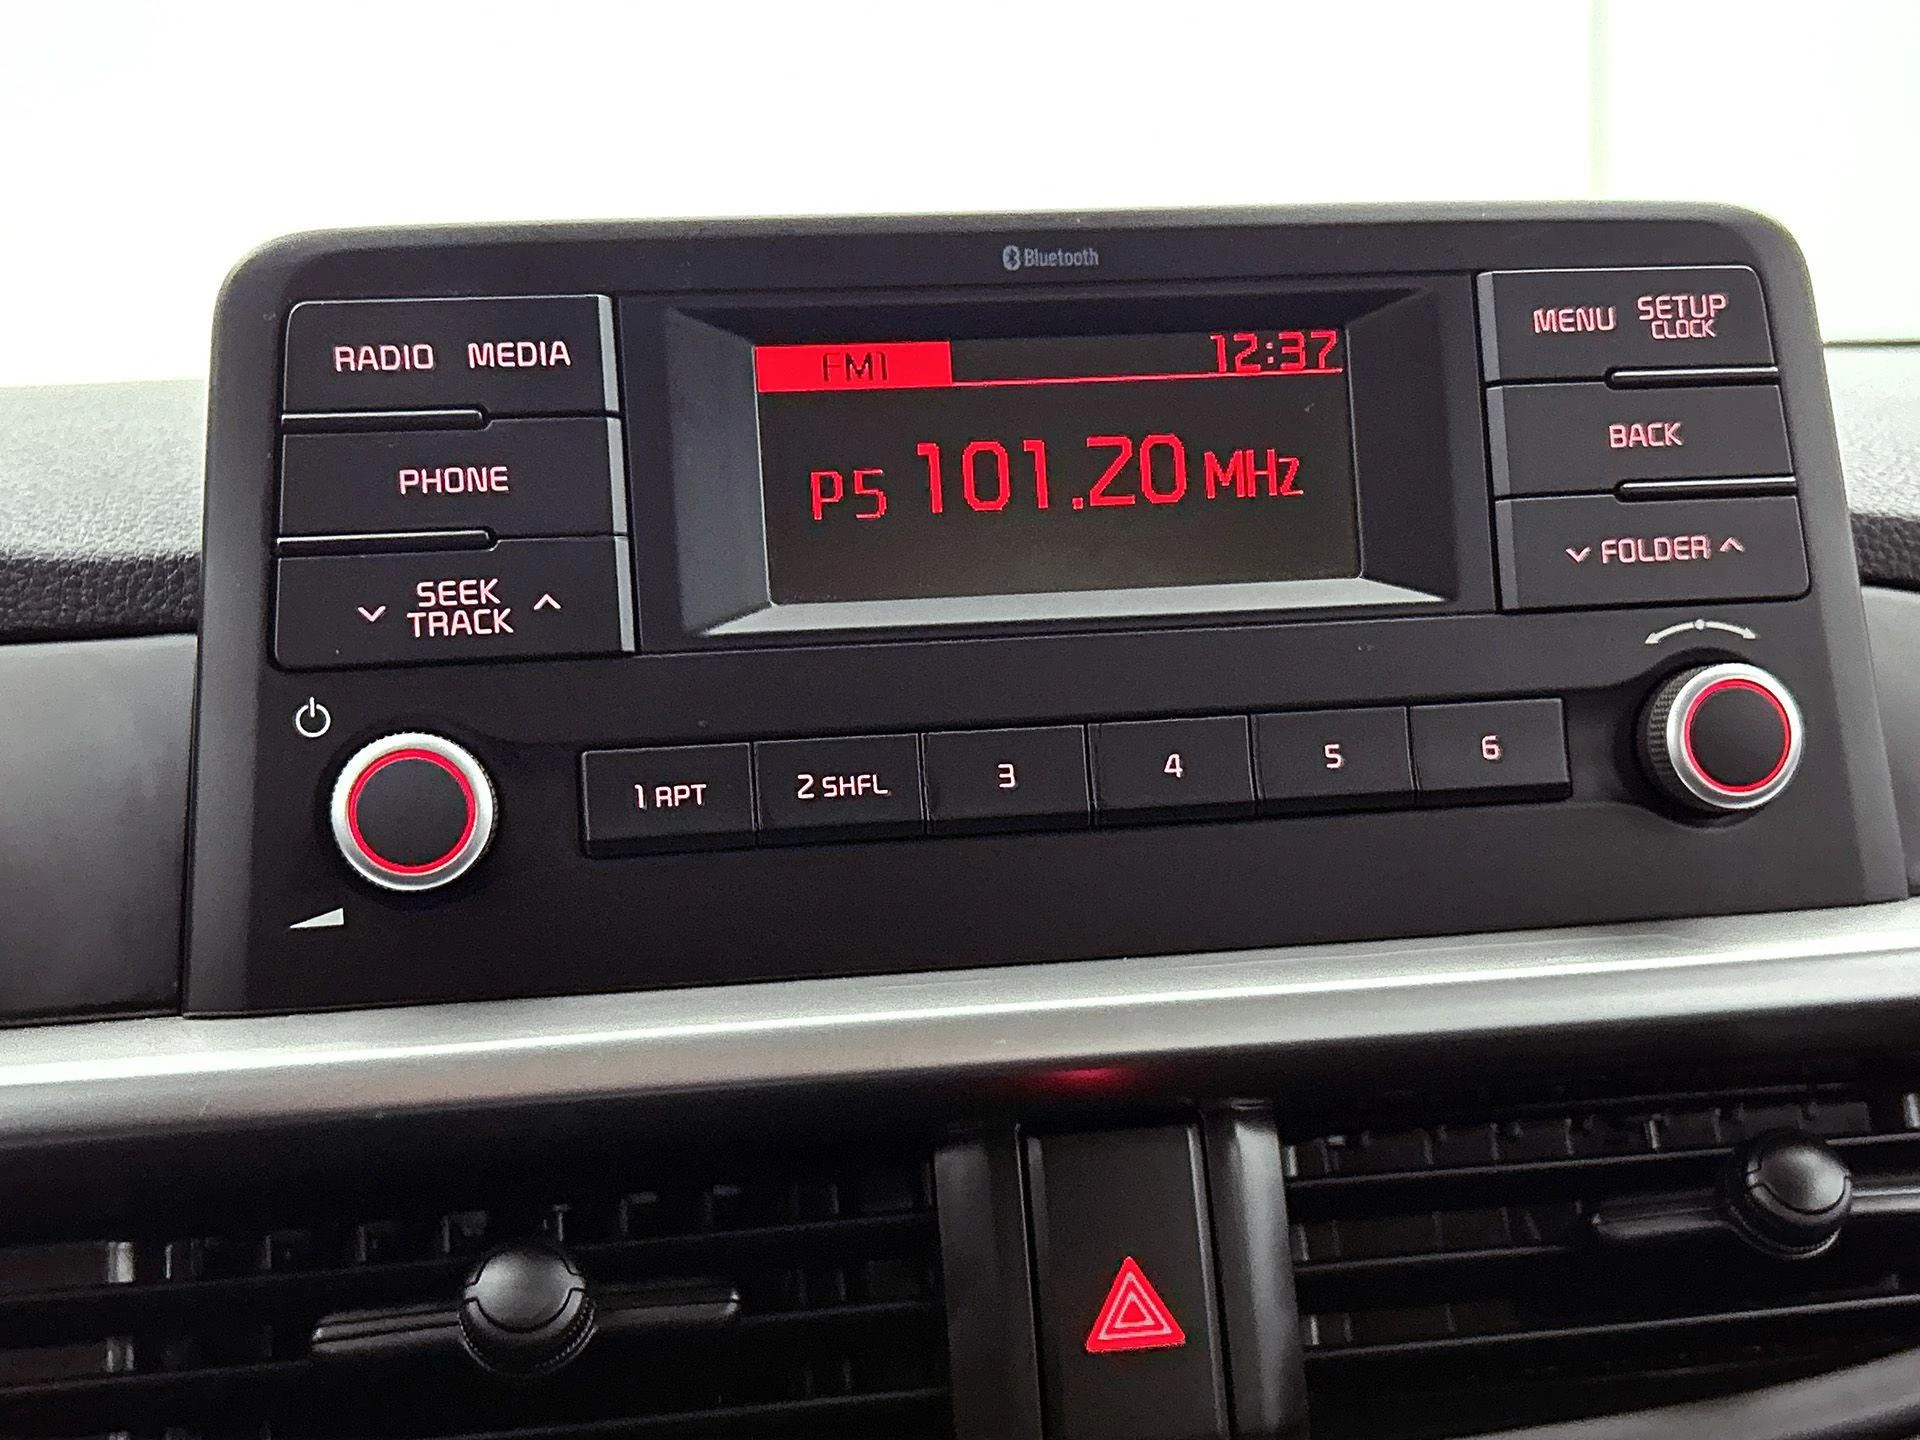 Bluetooth
RADIO MEDIA
PHONE
SEEK
TRACK
FM1 12:37
P5 101.20 MHz
MENU SETUP
CLOCK
BACK
FOLDER
1 RPT 2 SHFL 3 4 5 6